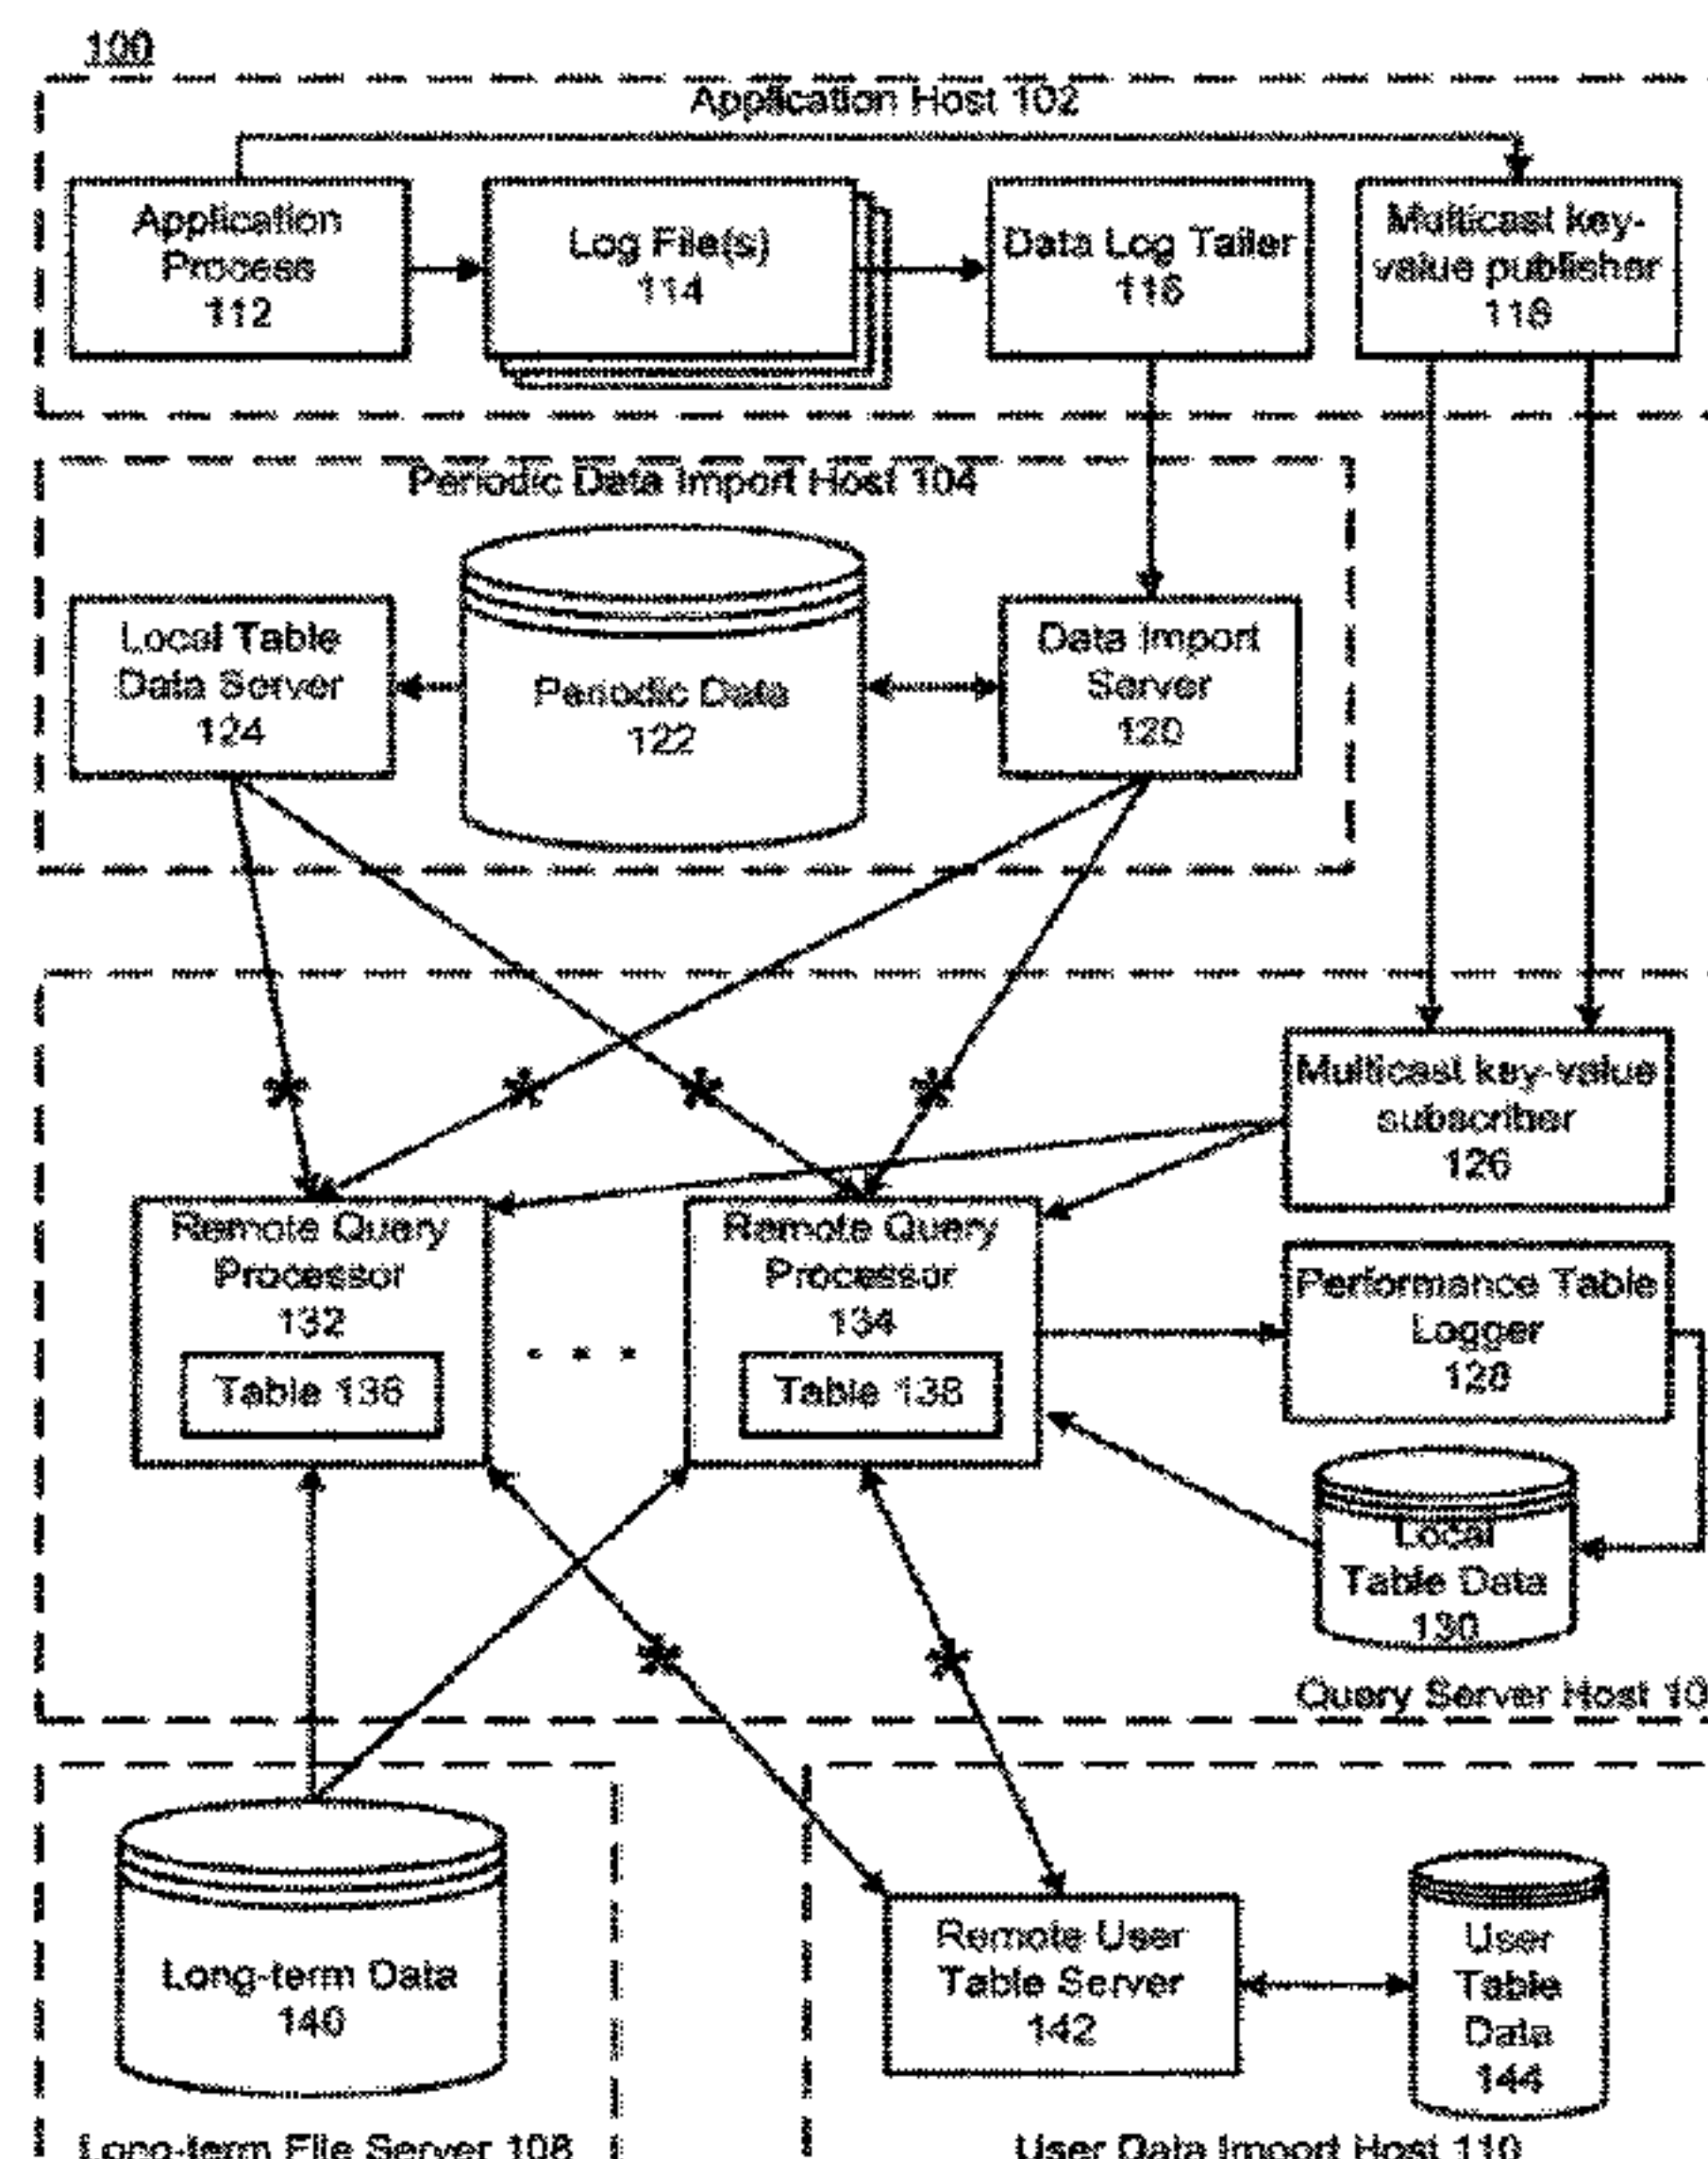 100
Application Host 102
Application
Process
112
Log File(s)
114
Data Log Tailer
116
Multicast key-
value publisher
118
Periodic Data Import Host 104
Local Table
Data Server
124
Periodic Data
122
Data Import
Server
120
Multicast key-value
subscriber
126
Remote Query
Processor
132
Table 136
Remote Query
Processor
134
Table 138
Performance Table
Logger
128
Local
Table Data
130
Query Server Host 10
Long-term Data
140
Remote User
Table Server
142
User
Table
Data
144
Long-term File Server 108
User Data Import Host 110